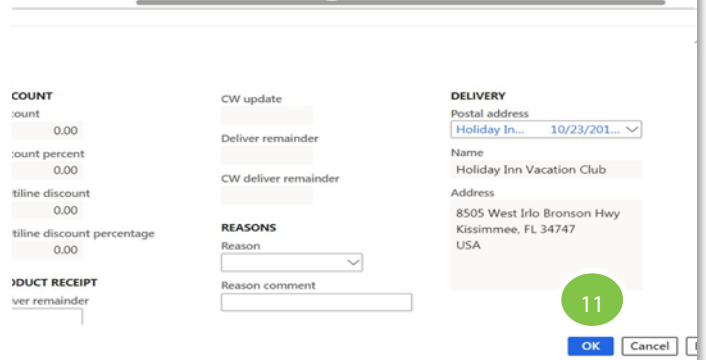 COUNT
count
0.00
count percent
0.00
tiline discount
0.00
tiline discount percentage
0.00
ODUCT RECEIPT
ver remainder
CW update
Deliver remainder
CW deliver remainder
REASONS
Reason
Reason comment
DELIVERY
Postal address
Holiday In... 10/23/201...
Name
Holiday Inn Vacation Club
Address
8505 West Irlo Bronson Hwy
Kissimmee, FL 34747
USA
11
OK Cancel